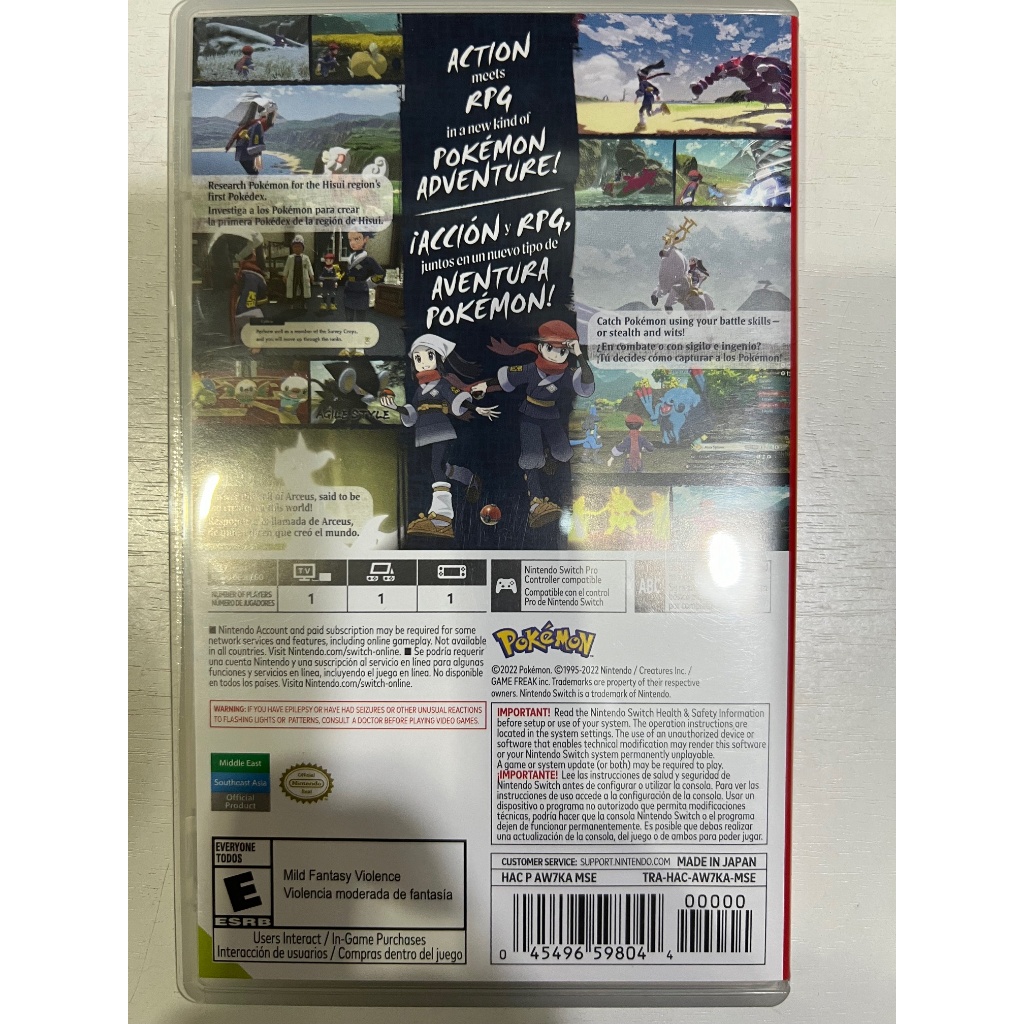 ACTION
meets
RPG
in a new kind of
POKÉMON
ADVENTURE!
¡ACCIÓN y RPG,
juntos en un nuevo tipo de
AVENTURA
POKÉMON!
Research Pokémon for the Hisui region's
first Pokédex.
Investiga a los Pokémon para crear
la primera Pokédex de la región de Hisui.
Perform well as a member of the Survey Corps,
and you will move up through the ranks.
AGILE STYLE
of Arceus, said to be
this world!
llamada de Arceus,
que creó el mundo.
Catch Pokémon using your battle skills—
or stealth and wits!
¿En combate o con sigilo e ingenio?
¡Tú decides cómo capturar a los Pokémon!
TV
NUMBER OF PLAYERS
NÚMERO DE JUGADORES
1
1
1
Nintendo Switch Pro
Controller compatible
Compatible con el control
Pro de Nintendo Switch
ABC
■ Nintendo Account and paid subscription may be required for some
network services and features, including online gameplay. Not available
in all countries. Visit Nintendo.com/switch-online. ■ Se podría requerir
una cuenta Nintendo y una suscripción al servicio en línea para algunas
funciones y servicios en línea, incluyendo el juego en línea. No disponible
en todos los países. Visita Nintendo.com/switch-online.
WARNING: IF YOU HAVE EPILEPSY OR HAVE HAD SEIZURES OR OTHER UNUSUAL REACTIONS
TO FLASHING LIGHTS OR PATTERNS, CONSULT A DOCTOR BEFORE PLAYING VIDEO GAMES.
Middle East
Southeast Asia
Official
Product
Official
Nintendo
Seal
EVERYONE
TODOS
E
ESRB
Mild Fantasy Violence
Violencia moderada de fantasía
Users Interact / In-Game Purchases
Interacción de usuarios / Compras dentro del juego
POKéMON
©2022 Pokémon. ©1995-2022 Nintendo / Creatures Inc. /
GAME FREAK inc. Trademarks are property of their respective
owners. Nintendo Switch is a trademark of Nintendo.
IMPORTANT! Read the Nintendo Switch Health & Safety Information
before setup or use of your system. The operation instructions are
located in the system settings. The use of an unauthorized device or
software that enables technical modification may render this software
or your Nintendo Switch system permanently unplayable.
A game or system update (or both) may be required to play.
¡IMPORTANTE! Lee las instrucciones de salud y seguridad de
Nintendo Switch antes de configurar o utilizar la consola. Para ver las
instrucciones de uso accede a la configuración de la consola. Usar un
dispositivo o programa no autorizado que permita modificaciones
técnicas, podría hacer que la consola Nintendo Switch o el programa
dejen de funcionar permanentemente. Es posible que debas realizar
una actualización de la consola, del juego o de ambos para poder jugar.
CUSTOMER SERVICE: SUPPORT.NINTENDO.COM MADE IN JAPAN
HAC P AW7KA MSE TRA-HAC-AW7KA-MSE
00000
0 45496 59804 4